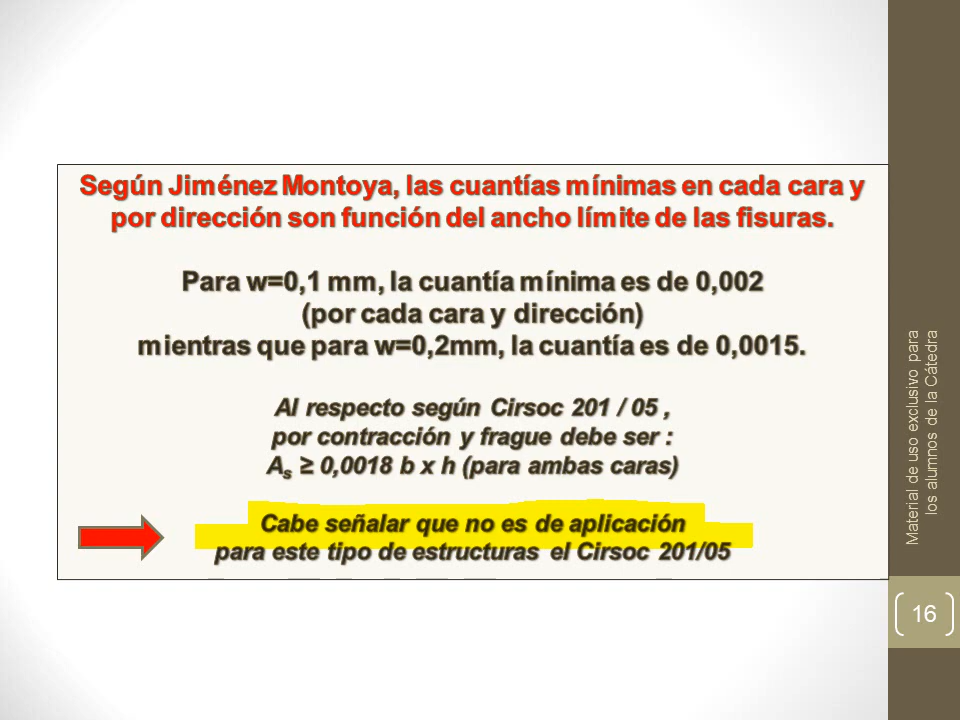 Según Jiménez Montoya, las cuantías mínimas en cada cara y
por dirección son función del ancho límite de las fisuras.
Para w=0,1 mm, la cuantía mínima es de 0,002
(por cada cara y dirección)
mientras que para w=0,2mm, la cuantía es de 0,0015.
Al respecto según Cirsoc 201 / 05 ,
por contracción y frague debe ser :
As ≥ 0,0018 b x h (para ambas caras)
Cabe señalar que no es de aplicación
para este tipo de estructuras el Cirsoc 201/05
Material de uso exclusivo para
los alumnos de la Cátedra
16